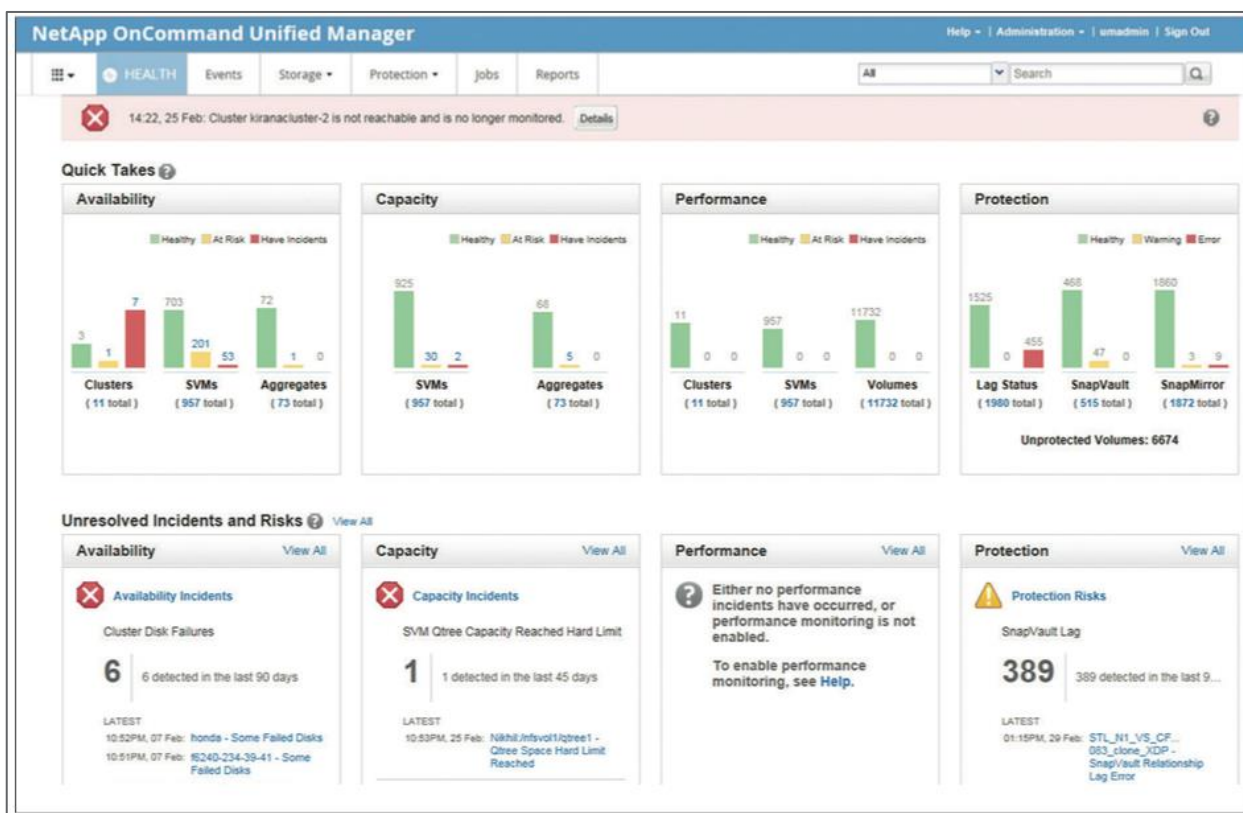 NetApp OnCommand Unified Manager
Help | Administration | umadmin | Sign Out
HEALTH Events Storage Protection Jobs Reports All Search
14:22, 25 Feb: Cluster kiranacluster-2 is not reachable and is no longer monitored. Details
Quick Takes
Availability
Healthy At Risk Have Incidents
3 1 7 703 201 53 72 1 0
Clusters SVMs Aggregates
( 11 total ) ( 957 total ) ( 73 total )
Capacity
Healthy At Risk Have Incidents
925 30 2 68 5 0
SVMs Aggregates
( 957 total ) ( 73 total )
Performance
Healthy At Risk Have Incidents
11 0 0 957 0 0 11732 0 0
Clusters SVMs Volumes
( 11 total ) ( 957 total ) ( 11732 total )
Protection
Healthy Warning Error
1525 0 455 468 47 0 1860 3 9
Lag Status SnapVault SnapMirror
( 1980 total ) ( 515 total ) ( 1872 total )
Unprotected Volumes: 6674
Unresolved Incidents and Risks View All
Availability View All
Availability Incidents
Cluster Disk Failures
6 6 detected in the last 90 days
LATEST
10:52PM, 07 Feb: honda - Some Failed Disks
10:51PM, 07 Feb: f6240-234-39-41 - Some
Failed Disks
Capacity View All
Capacity Incidents
SVM Qtree Capacity Reached Hard Limit
1 1 detected in the last 45 days
LATEST
10:53PM, 25 Feb: Nikhil:/nfsvol1/qtree1 -
Qtree Space Hard Limit
Reached
Performance View All
Either no performance
incidents have occurred, or
performance monitoring is not
enabled.
To enable performance
monitoring, see Help.
Protection View All
Protection Risks
SnapVault Lag
389 389 detected in the last 9...
LATEST
01:15PM, 29 Feb: STL_N1_VS_CF...
083_clone_XDP -
SnapVault Relationship
Lag Error